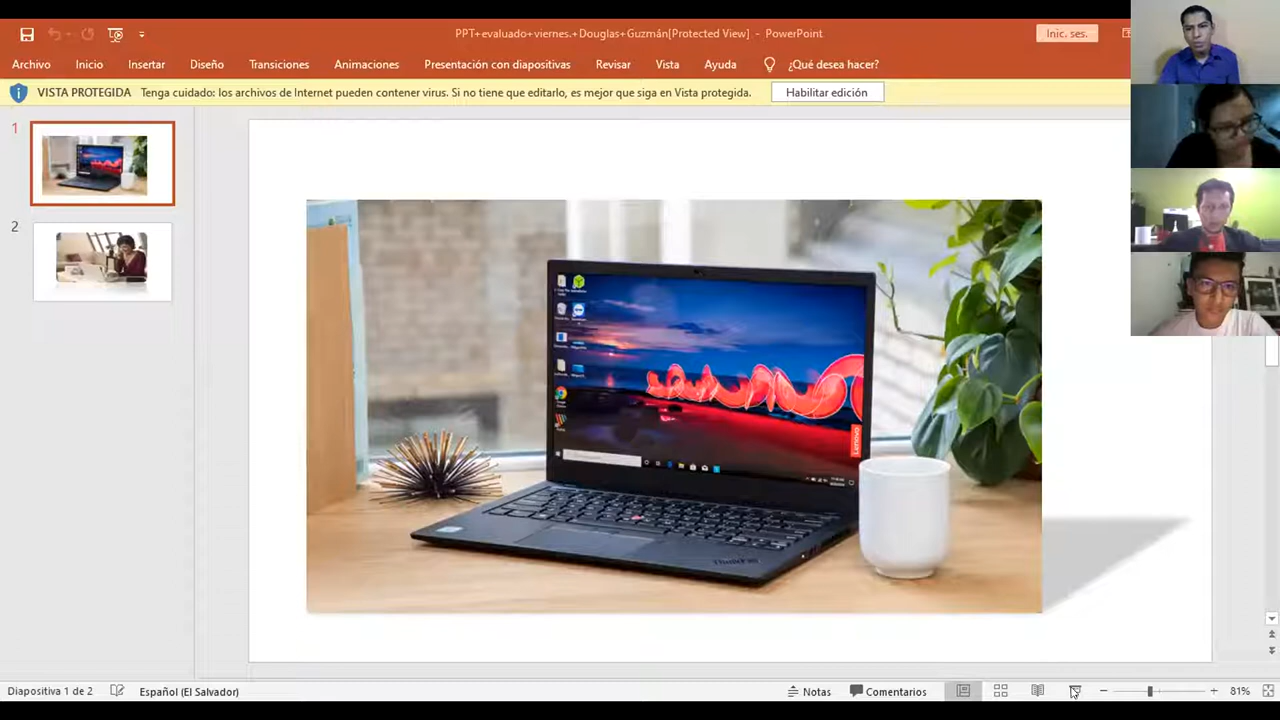 PPT+evaluado+viernes.+Douglas+Guzmán[Protected View] - PowerPoint
Inic. ses.
Archivo Inicio Insertar Diseño Transiciones Animaciones Presentación con diapositivas Revisar Vista Ayuda ¿Qué desea hacer?
VISTA PROTEGIDA Tenga cuidado: los archivos de Internet pueden contener virus. Si no tiene que editarlo, es mejor que siga en Vista protegida. Habilitar edición
1
2
Lenovo
ThinkPad
Diapositiva 1 de 2 Español (El Salvador) Notas Comentarios 81%